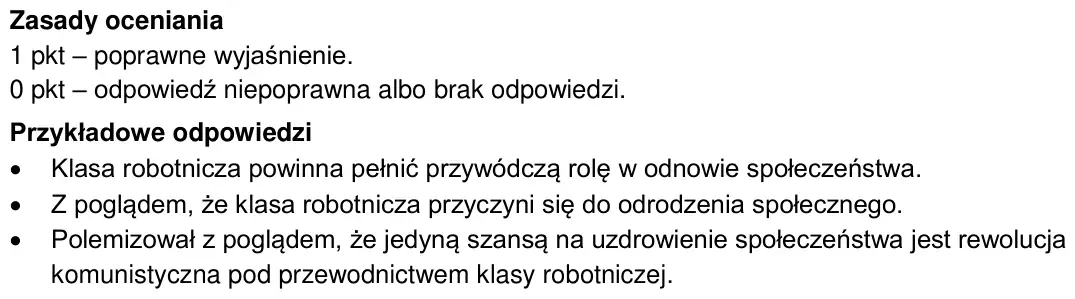 Zasady oceniania
1 pkt – poprawne wyjaśnienie.
0 pkt – odpowiedź niepoprawna albo brak odpowiedzi.
Przykładowe odpowiedzi
• Klasa robotnicza powinna pełnić przywódczą rolę w odnowie społeczeństwa.
• Z poglądem, że klasa robotnicza przyczyni się do odrodzenia społecznego.
• Polemizował z poglądem, że jedyną szansą na uzdrowienie społeczeństwa jest rewolucja
komunistyczna pod przewodnictwem klasy robotniczej.